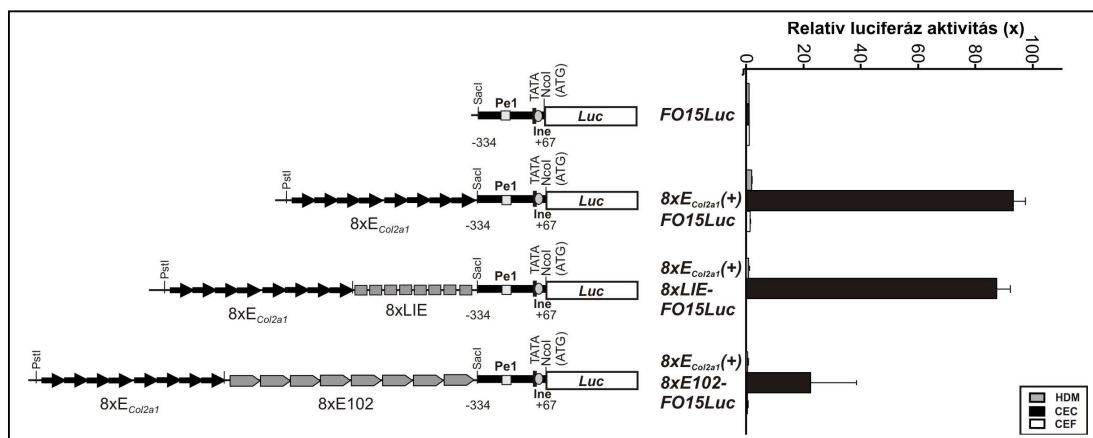 Relatív luciferáz aktivitás (x)
0 20 40 60 80 100
SacI
Pe1
TATA
NcoI
(ATG)
Luc
Ine
-334
+67
FO15Luc
PstI
SacI
Pe1
TATA
NcoI
(ATG)
Luc
Ine
8xECol2a1
-334
+67
8xECol2a1(+)
FO15Luc
PstI
SacI
Pe1
TATA
NcoI
(ATG)
Luc
Ine
8xECol2a1
8xLIE
-334
+67
8xECol2a1(+)
8xLIE-
FO15Luc
PstI
SacI
Pe1
TATA
NcoI
(ATG)
Luc
Ine
8xECol2a1
8xE102
-334
+67
8xECol2a1(+)
8xE102-
FO15Luc
HDM
CEC
CEF